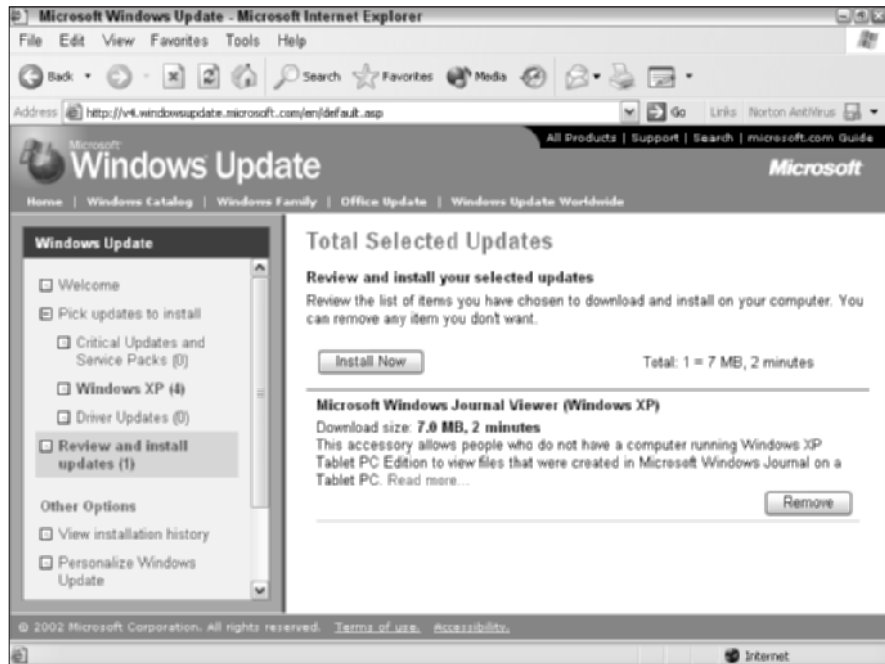 Microsoft Windows Update - Microsoft Internet Explorer
File Edit View Favorites Tools Help
Back Search Favorites Media
Address http://v4.windowsupdate.microsoft.com/en/default.asp Go Links Norton AntiVirus
All Products | Support | Search | microsoft.com Guide
Microsoft
Windows Update
Microsoft
Home | Windows Catalog | Windows Family | Office Update | Windows Update Worldwide
Windows Update
Welcome
Pick updates to install
Critical Updates and
Service Packs (0)
Windows XP (4)
Driver Updates (0)
Review and install
updates (1)
Other Options
View installation history
Personalize Windows
Update
Total Selected Updates
Review and install your selected updates
Review the list of items you have chosen to download and install on your computer. You
can remove any item you don't want.
Install Now Total: 1 = 7 MB, 2 minutes
Microsoft Windows Journal Viewer (Windows XP)
Download size: 7.0 MB, 2 minutes
This accessory allows people who do not have a computer running Windows XP
Tablet PC Edition to view files that were created in Microsoft Windows Journal on a
Tablet PC. Read more...
Remove
© 2002 Microsoft Corporation. All rights reserved. Terms of use. Accessibility.
Internet